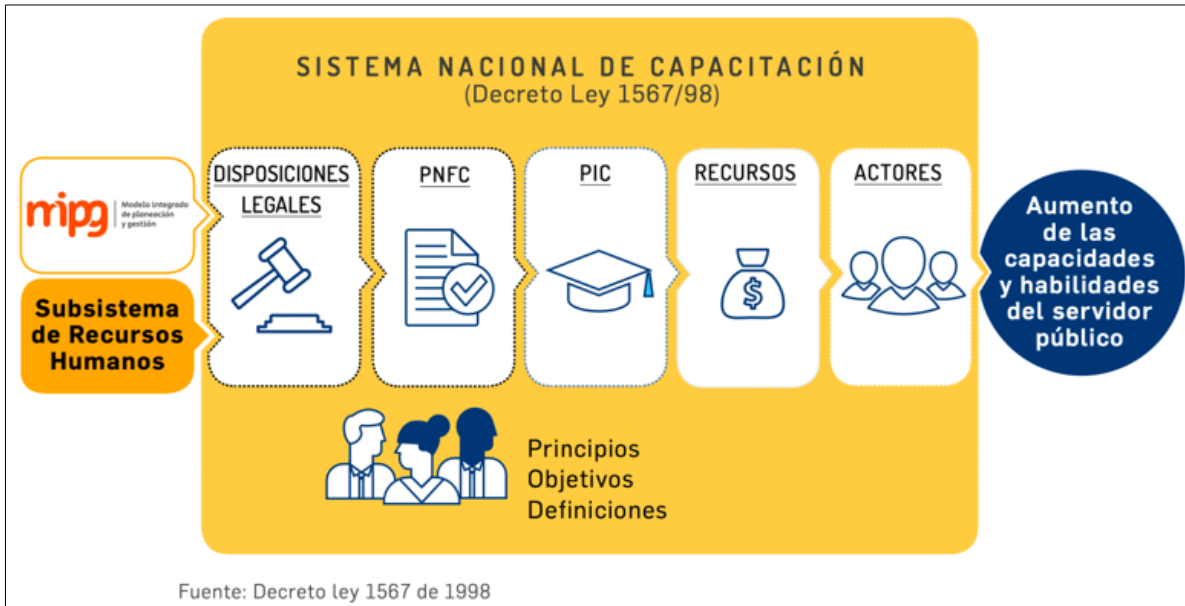 SISTEMA NACIONAL DE CAPACITACIÓN
(Decreto Ley 1567/98)
mipg
Modelo integrado
de planeación
y gestión
Subsistema
de Recursos
Humanos
DISPOSICIONES
LEGALES
PNFC
PIC
RECURSOS
$
ACTORES
Aumento
de las
capacidades
y habilidades
del servidor
público
Principios
Objetivos
Definiciones
Fuente: Decreto ley 1567 de 1998